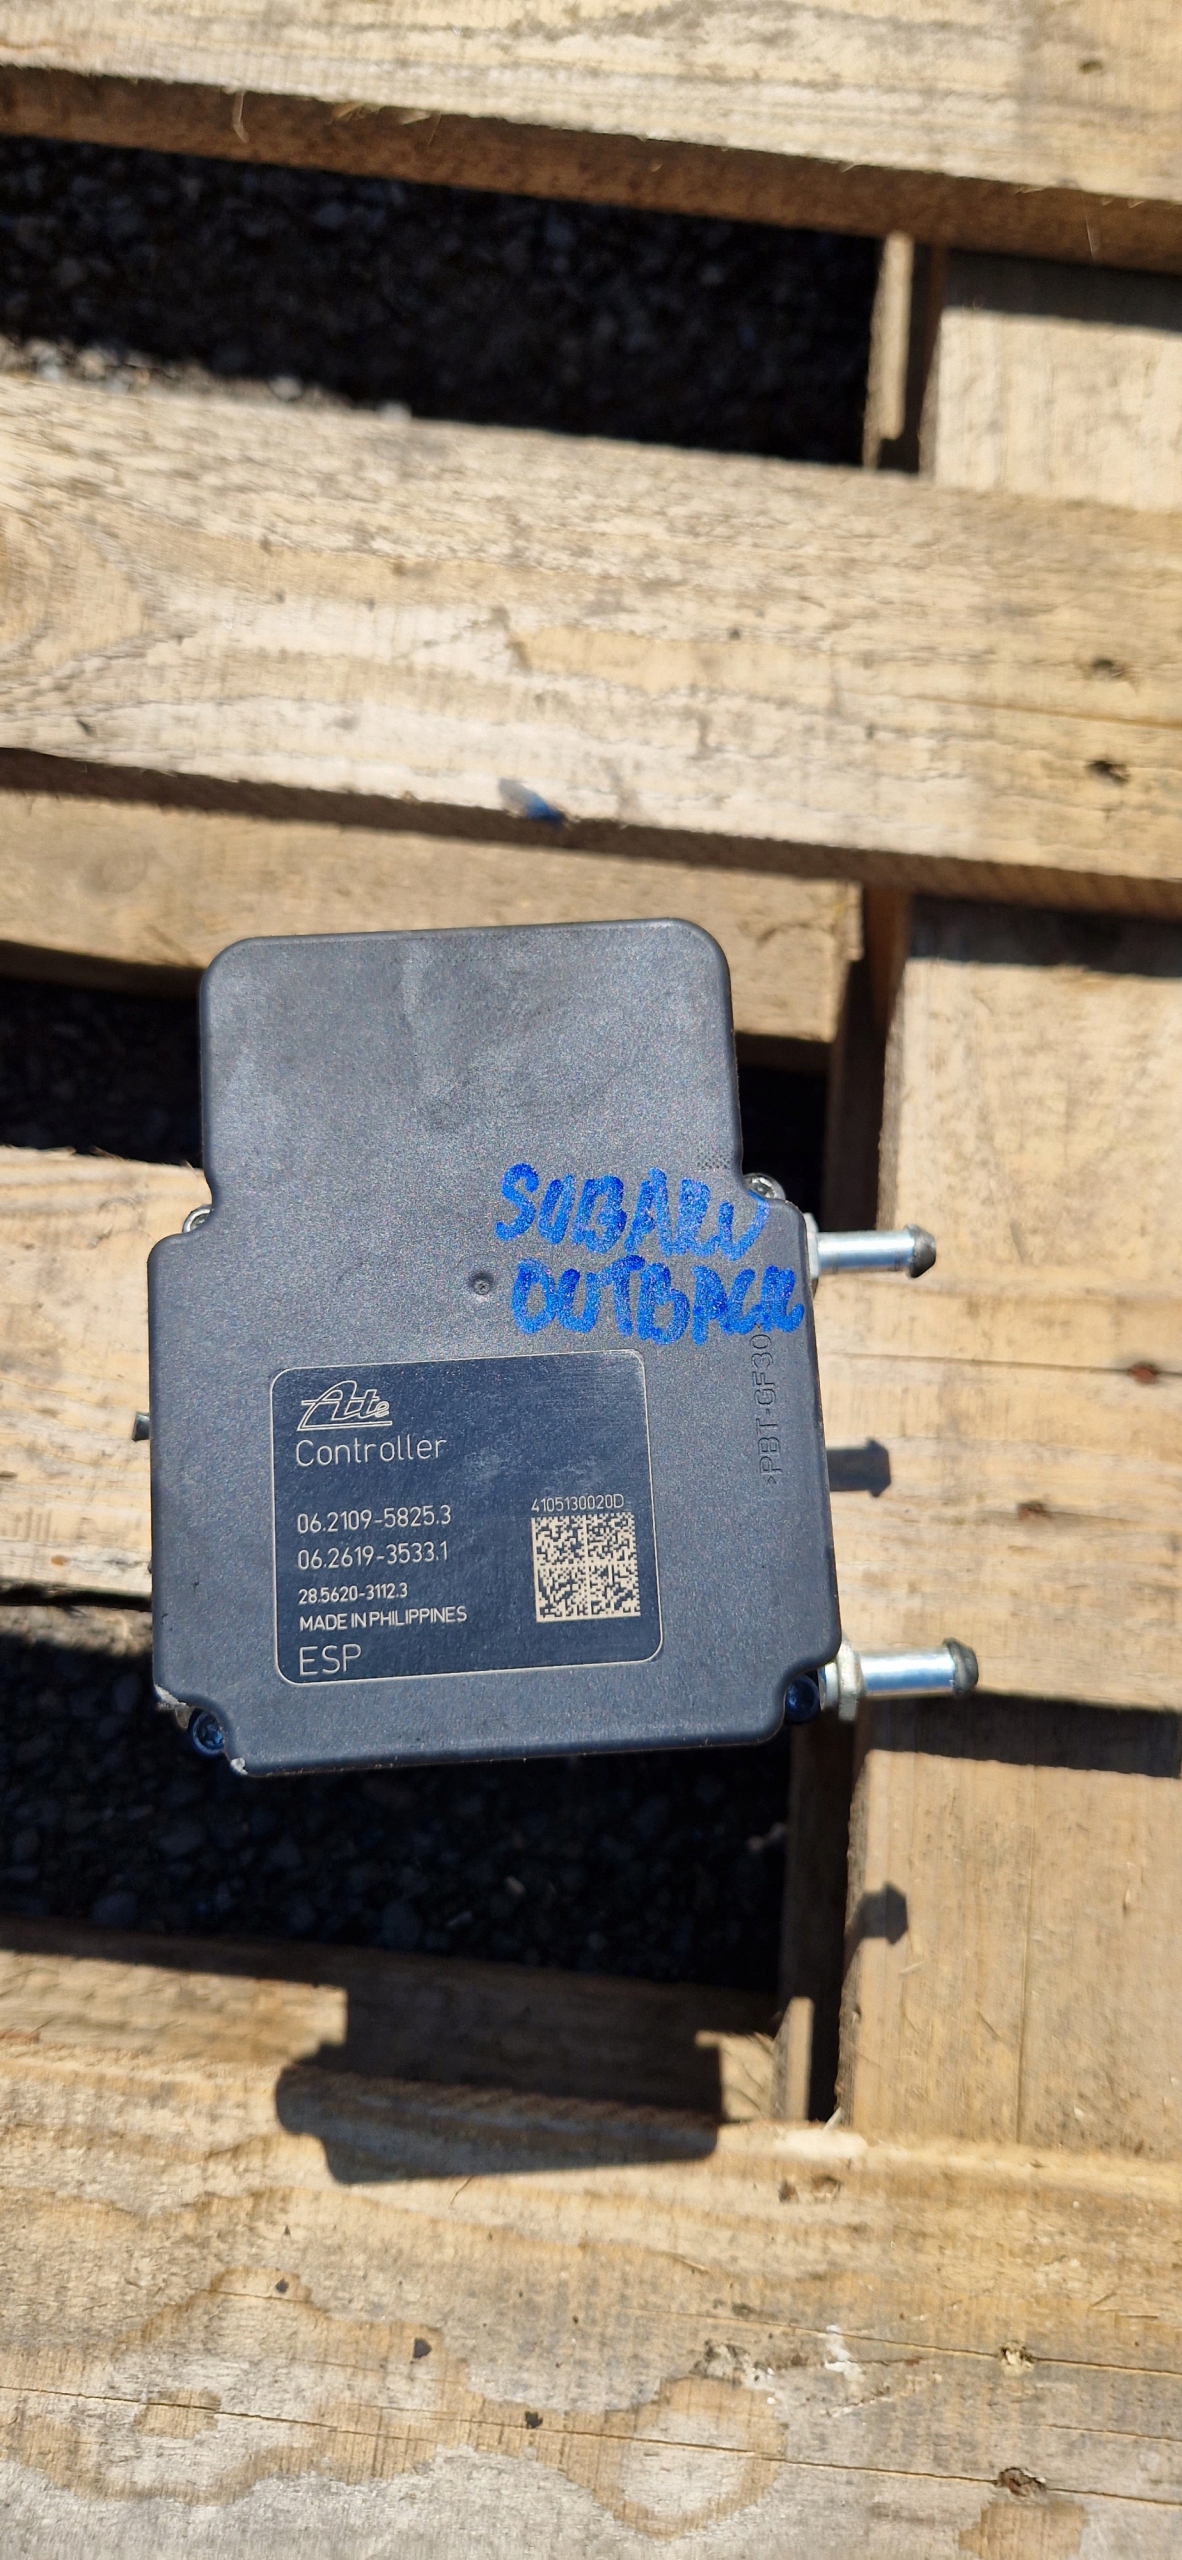 SUBARU
OUTBACK
>PBT-GF30<
Ate
Controller
06.2109-5825.3
06.2619-3533.1
28.5620-3112.3
MADE IN PHILIPPINES
ESP
4105130020D